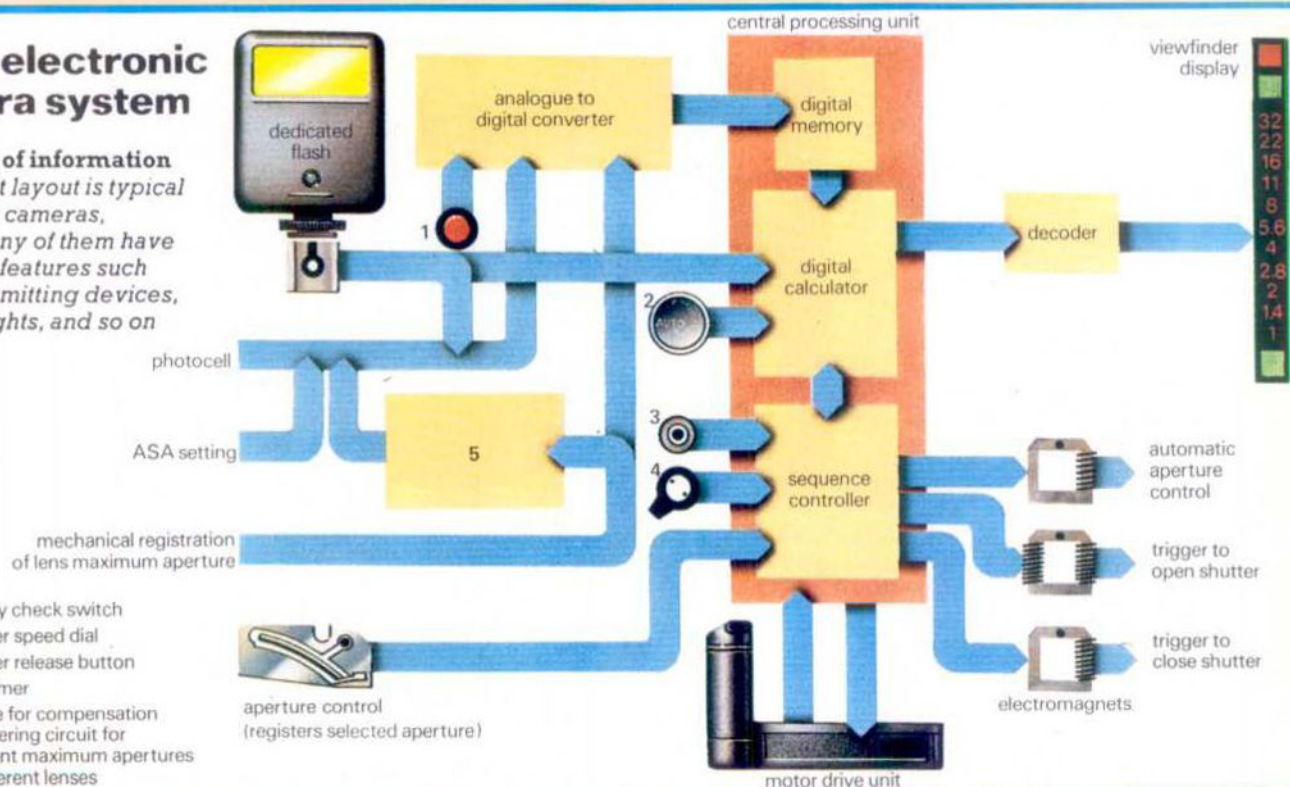 electronic
ra system
of information
t layout is typical
cameras,
ny of them have
features such
mitting devices,
ghts, and so on
dedicated
flash
analogue to
digital converter
central processing unit
digital
memory
viewfinder
display
32
22
16
11
8
5.6
4
2.8
2
1.4
1
1
digital
calculator
decoder
2
AUTO
photocell
3
ASA setting
5
4
sequence
controller
automatic
aperture
control
mechanical registration
of lens maximum aperture
trigger to
open shutter
y check switch
er speed dial
er release button
mer
e for compensation
ering circuit for
nt maximum apertures
erent lenses
aperture control
(registers selected aperture)
trigger to
close shutter
electromagnets
motor drive unit